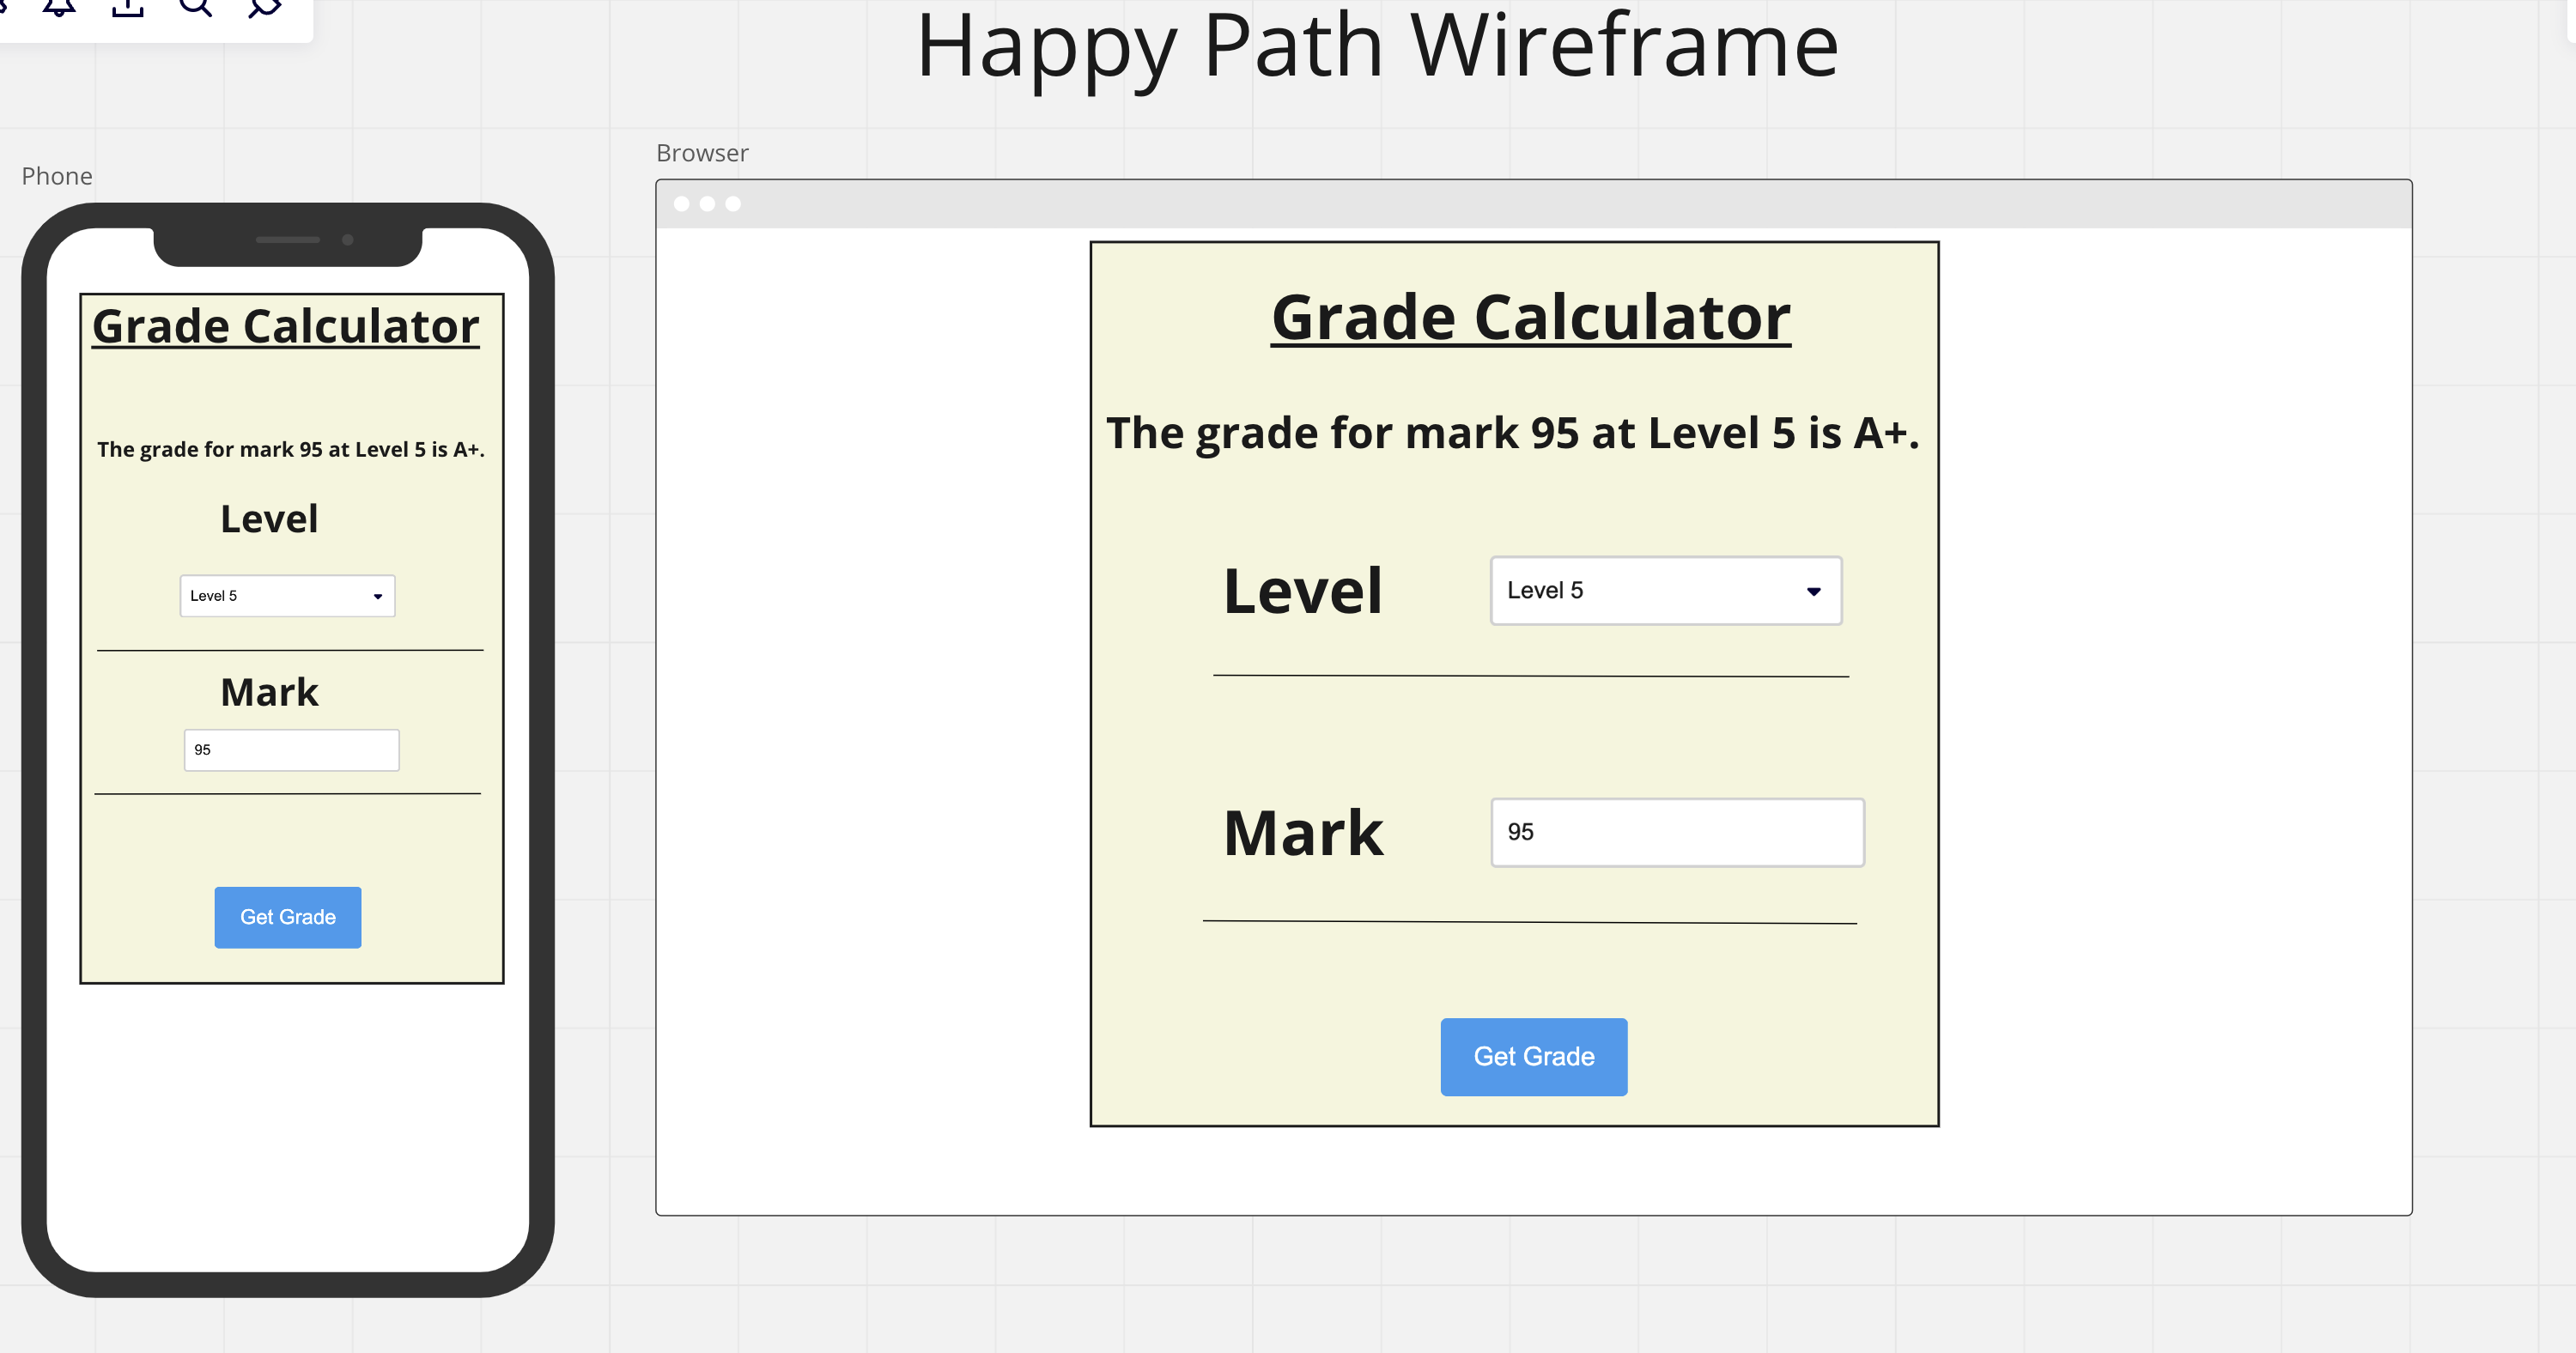 Happy Path Wireframe
Phone
Grade Calculator
The grade for mark 95 at Level 5 is A+.
Level
Level 5
Mark
95
Get Grade
Browser
Grade Calculator
The grade for mark 95 at Level 5 is A+.
Level
Level 5
Mark
95
Get Grade